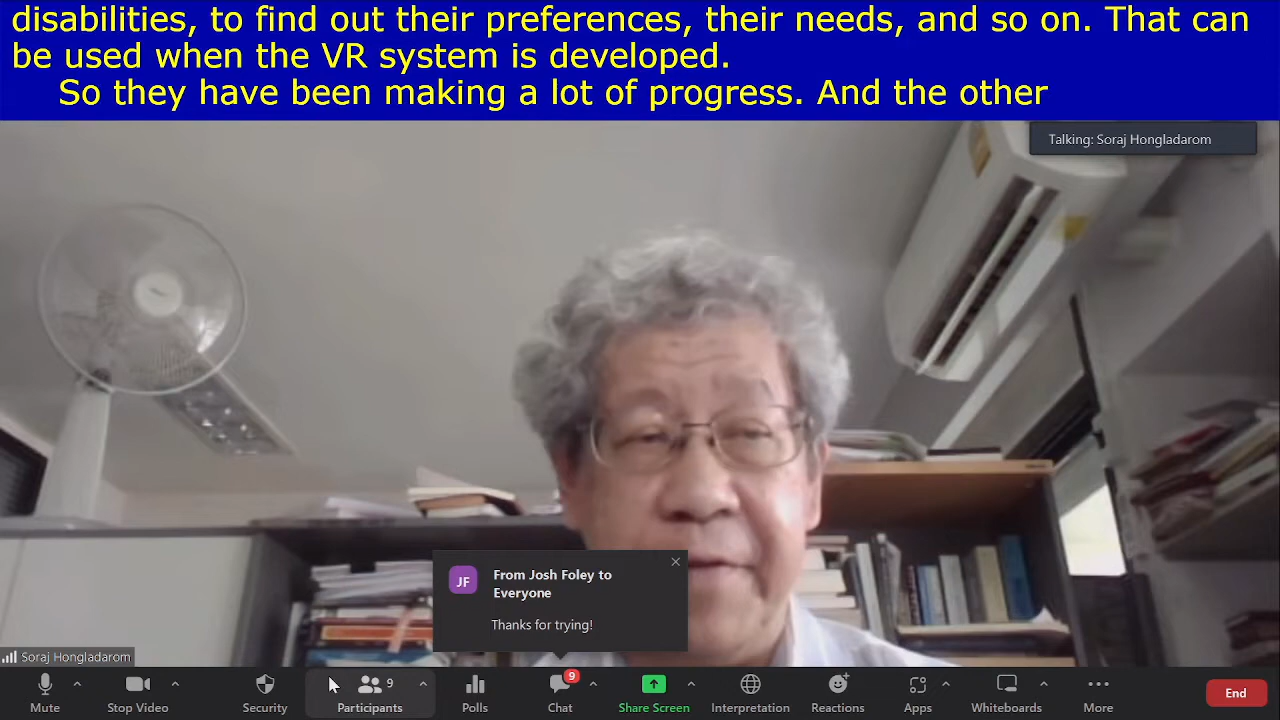 disabilities, to find out their preferences, their needs, and so on. That can
be used when the VR system is developed.
So they have been making a lot of progress. And the other
Talking: Soraj Hongladarom
JF
From Josh Foley to
Everyone
Thanks for trying!
Soraj Hongladarom
9
9
Mute
Stop Video
Security
Participants
Polls
Chat
Share Screen
Interpretation
Reactions
Apps
Whiteboards
More
End